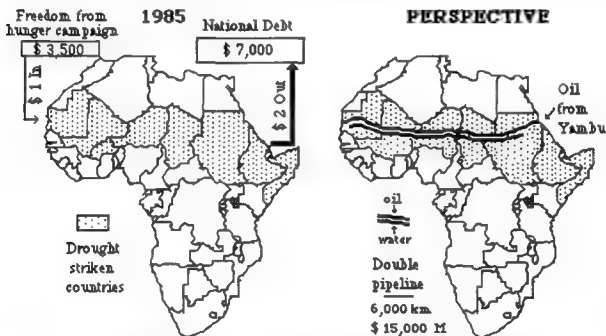 Freedom from
hunger campaign
$ 3,500
1985
National Debt
$ 7,000
$ 1 In
$ 2 Out
Drought
striken
countries
PERSPECTIVE
Oil
from
Yambu
oil
water
Double
pipeline
6,000 km
$ 15,000 M